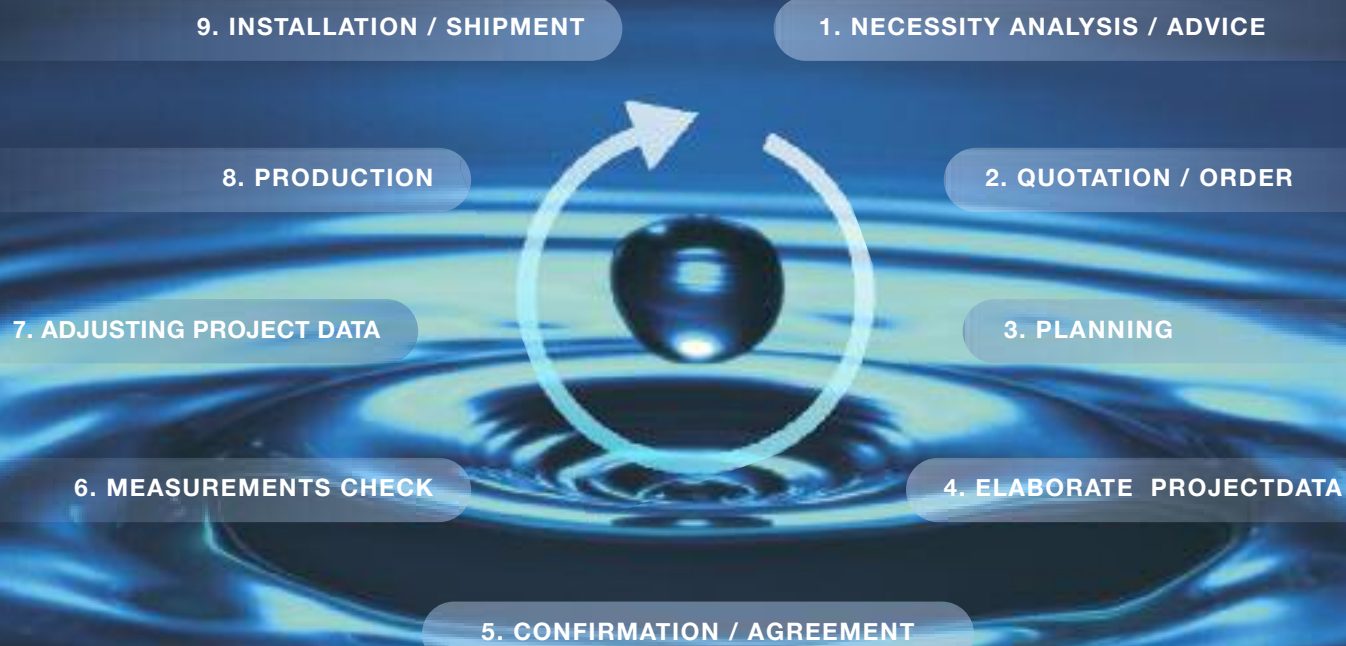 1. NECESSITY ANALYSIS / ADVICE
2. QUOTATION / ORDER
3. PLANNING
4. ELABORATE PROJECTDATA
5. CONFIRMATION / AGREEMENT
6. MEASUREMENTS CHECK
7. ADJUSTING PROJECT DATA
8. PRODUCTION
9. INSTALLATION / SHIPMENT